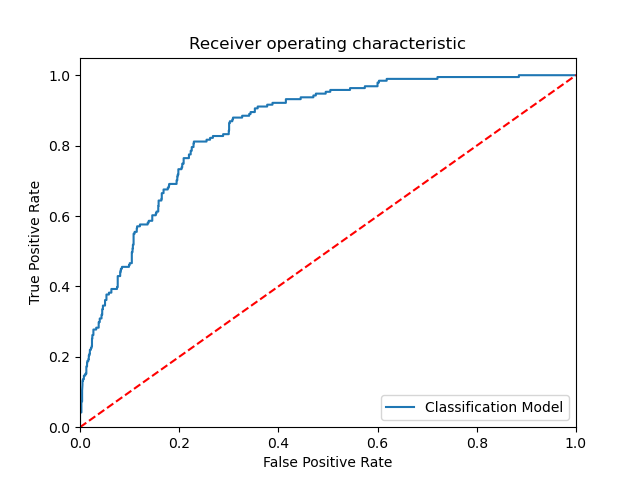 Receiver operating characteristic
1.0
0.8
0.6
0.4
0.2
0.0
True Positive Rate
Classification Model
0.0 0.2 0.4 0.6 0.8 1.0
False Positive Rate